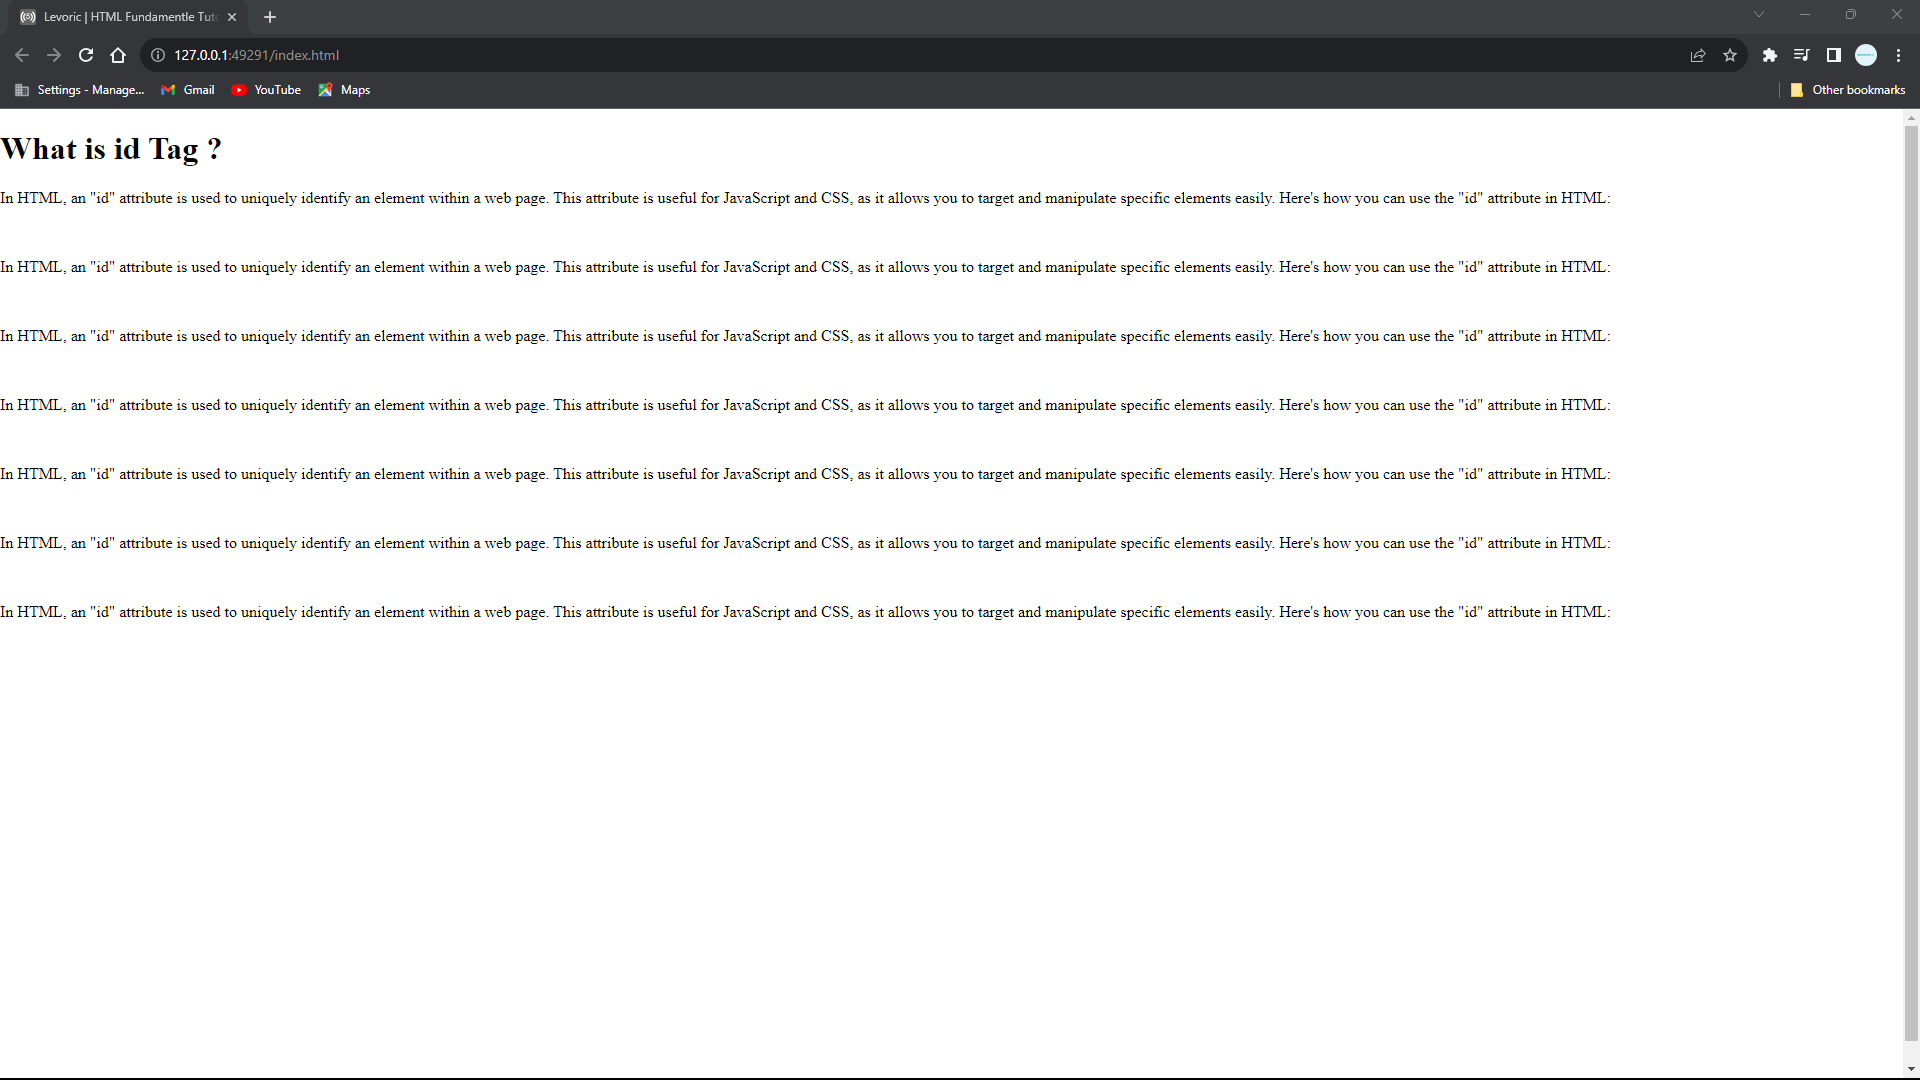 Levoric | HTML Fundamentle Tut
127.0.0.1:49291/index.html
Settings - Manage... Gmail YouTube Maps Other bookmarks
What is id Tag ?
In HTML, an "id" attribute is used to uniquely identify an element within a web page. This attribute is useful for JavaScript and CSS, as it allows you to target and manipulate specific elements easily. Here's how you can use the "id" attribute in HTML:
In HTML, an "id" attribute is used to uniquely identify an element within a web page. This attribute is useful for JavaScript and CSS, as it allows you to target and manipulate specific elements easily. Here's how you can use the "id" attribute in HTML:
In HTML, an "id" attribute is used to uniquely identify an element within a web page. This attribute is useful for JavaScript and CSS, as it allows you to target and manipulate specific elements easily. Here's how you can use the "id" attribute in HTML:
In HTML, an "id" attribute is used to uniquely identify an element within a web page. This attribute is useful for JavaScript and CSS, as it allows you to target and manipulate specific elements easily. Here's how you can use the "id" attribute in HTML:
In HTML, an "id" attribute is used to uniquely identify an element within a web page. This attribute is useful for JavaScript and CSS, as it allows you to target and manipulate specific elements easily. Here's how you can use the "id" attribute in HTML:
In HTML, an "id" attribute is used to uniquely identify an element within a web page. This attribute is useful for JavaScript and CSS, as it allows you to target and manipulate specific elements easily. Here's how you can use the "id" attribute in HTML:
In HTML, an "id" attribute is used to uniquely identify an element within a web page. This attribute is useful for JavaScript and CSS, as it allows you to target and manipulate specific elements easily. Here's how you can use the "id" attribute in HTML: